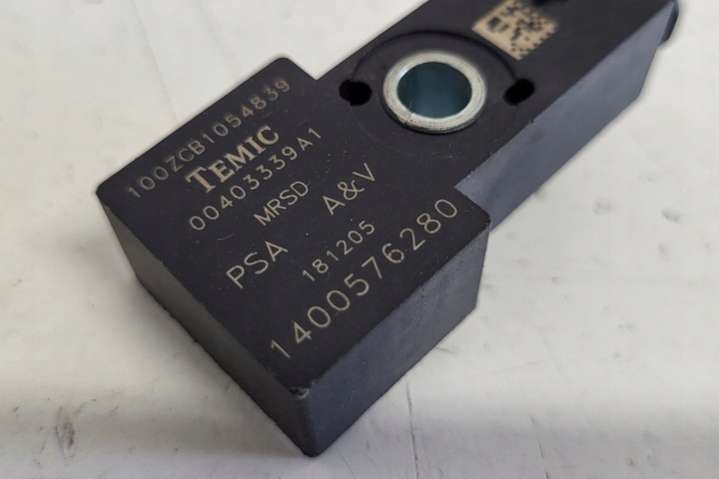 100ZCB1054839
TEMIC
00403339A1
MRSD
PSA A&V
181205
1400576280